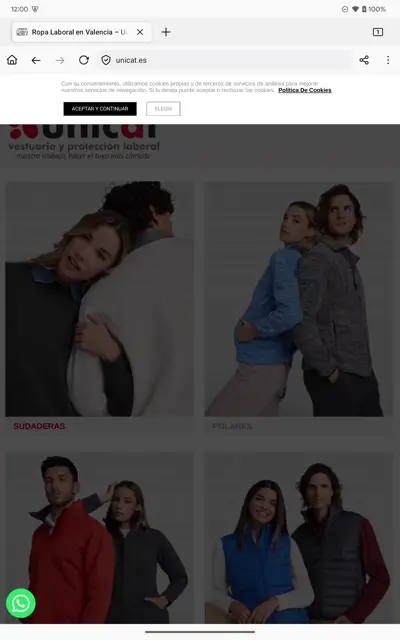 12:00
100%
Ropa Laboral en Valencia – U
1
unicat.es
Con su consentimiento, utilizamos cookies propias y de terceros de servicios de análisis para mejorar
nuestros servicios de navegación. Si lo desea puede aceptar o rechazar las cookies. Política De Cookies
ACEPTAR Y CONTINUAR
ELEGIR
unicat
vestuario y protección laboral
nuestro trabajo, hacer el tuyo más cómodo
SUDADERAS
POLARES